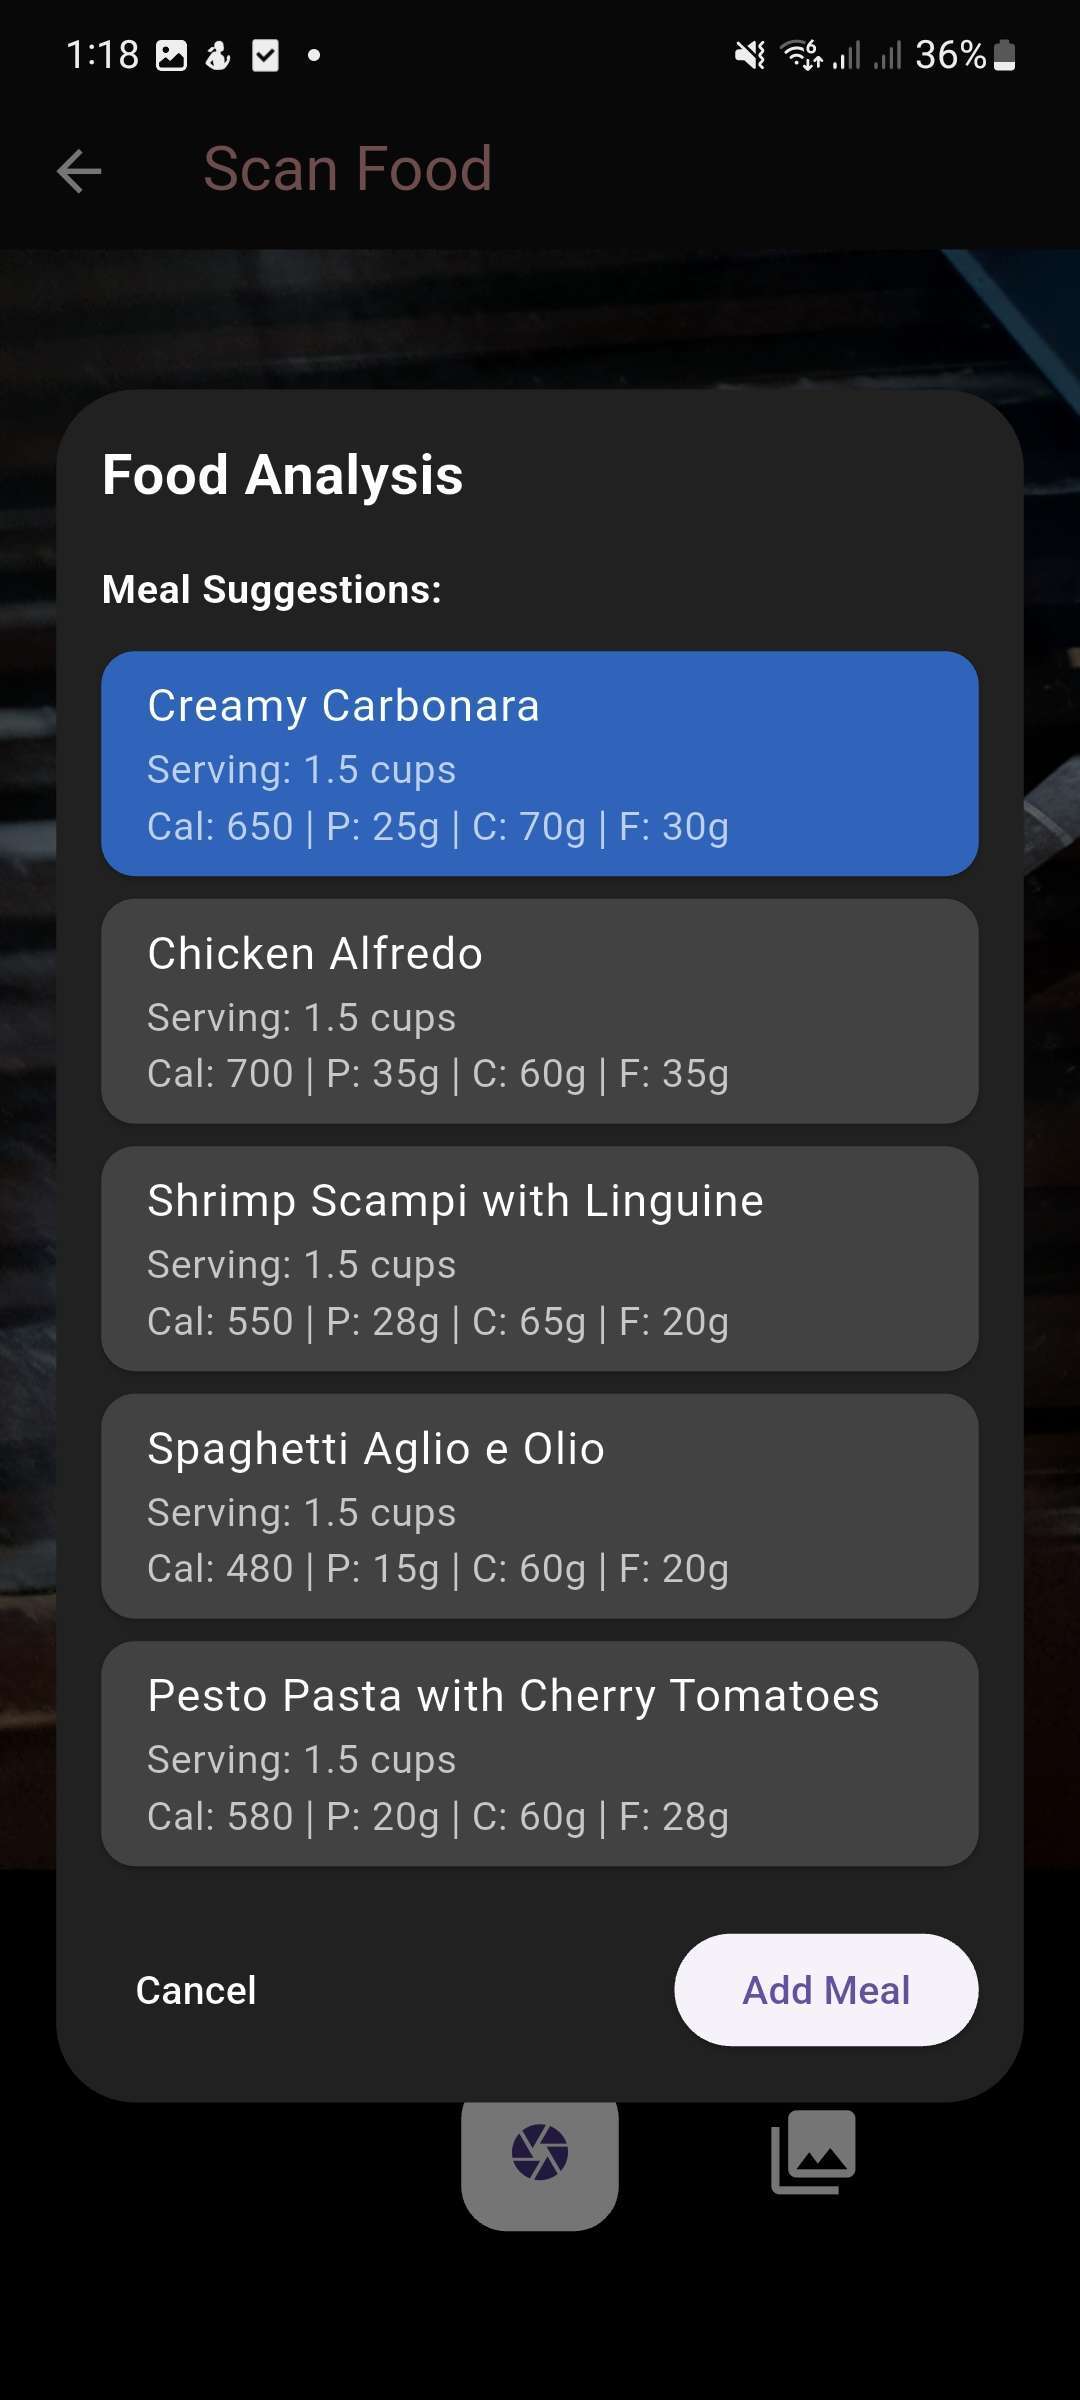 1:18 36%
Scan Food
Food Analysis
Meal Suggestions:
Creamy Carbonara
Serving: 1.5 cups
Cal: 650 | P: 25g | C: 70g | F: 30g
Chicken Alfredo
Serving: 1.5 cups
Cal: 700 | P: 35g | C: 60g | F: 35g
Shrimp Scampi with Linguine
Serving: 1.5 cups
Cal: 550 | P: 28g | C: 65g | F: 20g
Spaghetti Aglio e Olio
Serving: 1.5 cups
Cal: 480 | P: 15g | C: 60g | F: 20g
Pesto Pasta with Cherry Tomatoes
Serving: 1.5 cups
Cal: 580 | P: 20g | C: 60g | F: 28g
Cancel Add Meal